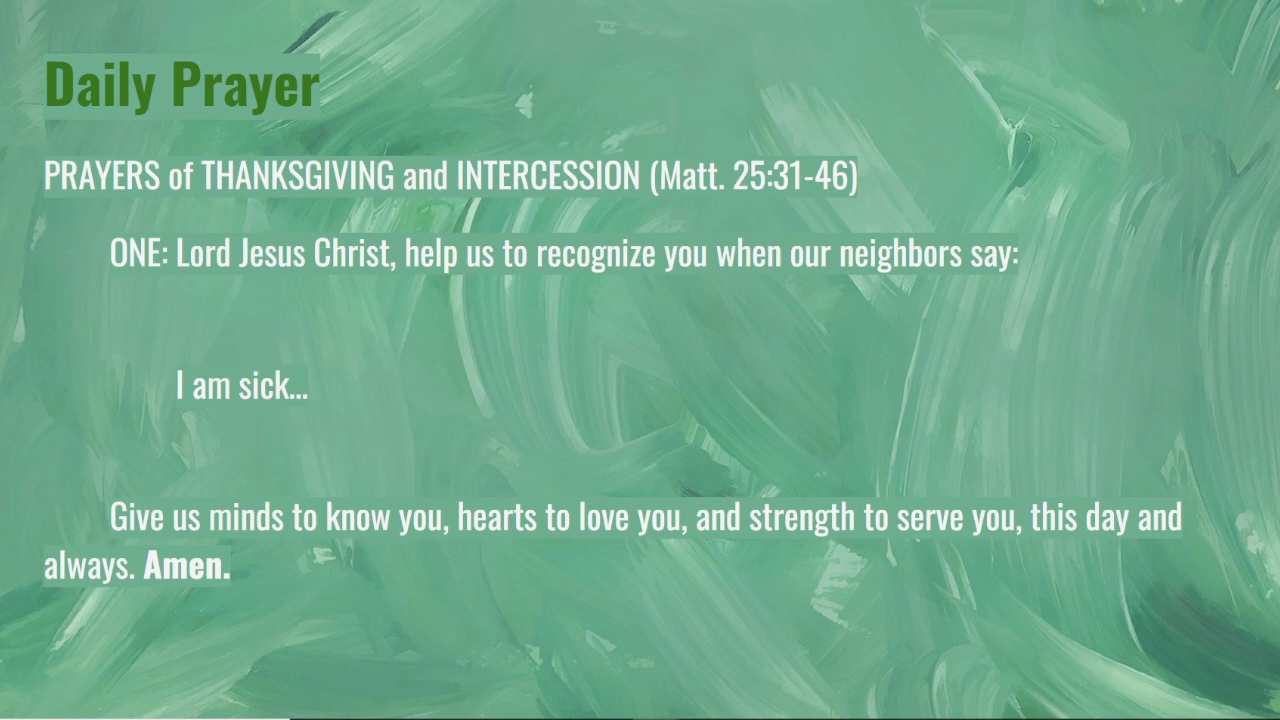 Daily Prayer
PRAYERS of THANKSGIVING and INTERCESSION (Matt. 25:31-46)
ONE: Lord Jesus Christ, help us to recognize you when our neighbors say:
I am sick...
Give us minds to know you, hearts to love you, and strength to serve you, this day and
always. Amen.